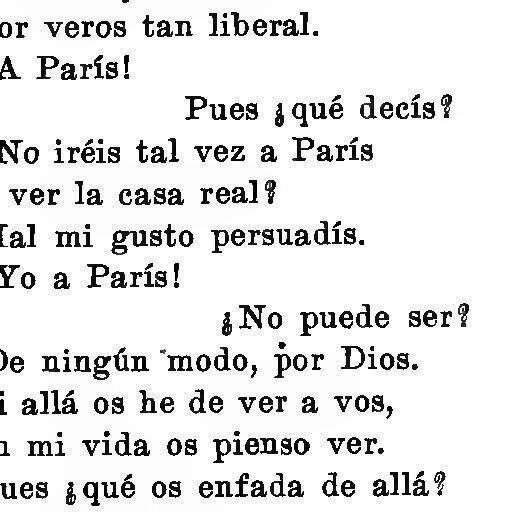 or veros tan liberal.
A París!
Pues ¿qué decís?
No iréis tal vez a París
ver la casa real?
al mi gusto persuadís.
Yo a París!
¿No puede ser?
De ningún modo, por Dios.
i allá os he de ver a vos,
mi vida os pienso ver.
ues ¿qué os enfada de allá?